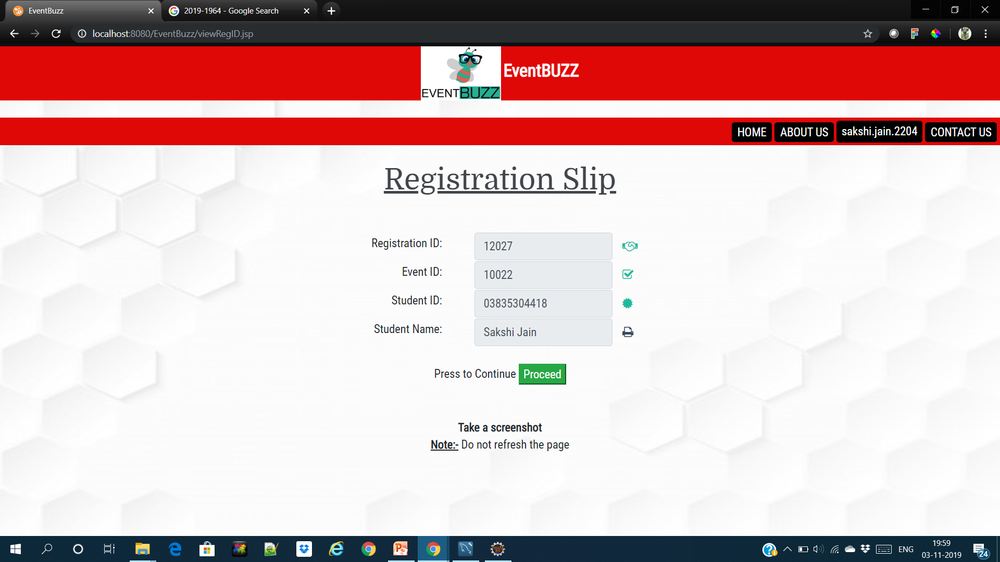 EventBuzz
2019-1964 - Google Search
localhost:8080/EventBuzz/viewRegID.jsp
EVENTBUZZ
EventBUZZ
HOME ABOUT US sakshi.jain.2204 CONTACT US
Registration Slip
Registration ID: 12027
Event ID: 10022
Student ID: 03835304418
Student Name: Sakshi Jain
Press to Continue Proceed
Take a screenshot
Note:- Do not refresh the page
ENG
19:59
03-11-2019
24